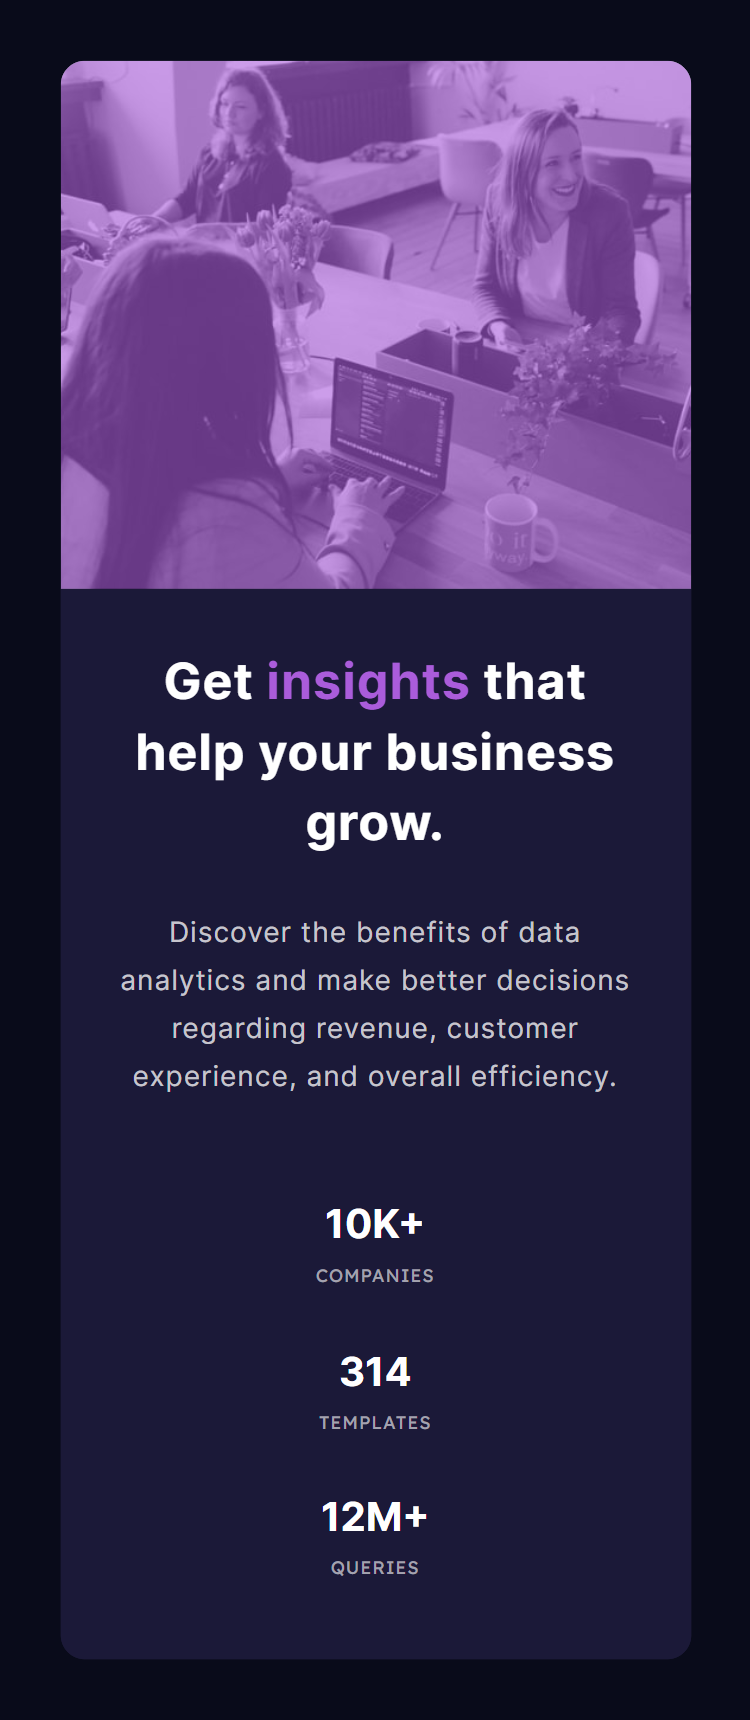 Get insights that
help your business
grow.
Discover the benefits of data
analytics and make better decisions
regarding revenue, customer
experience, and overall efficiency.
10K+
COMPANIES
314
TEMPLATES
12M+
QUERIES